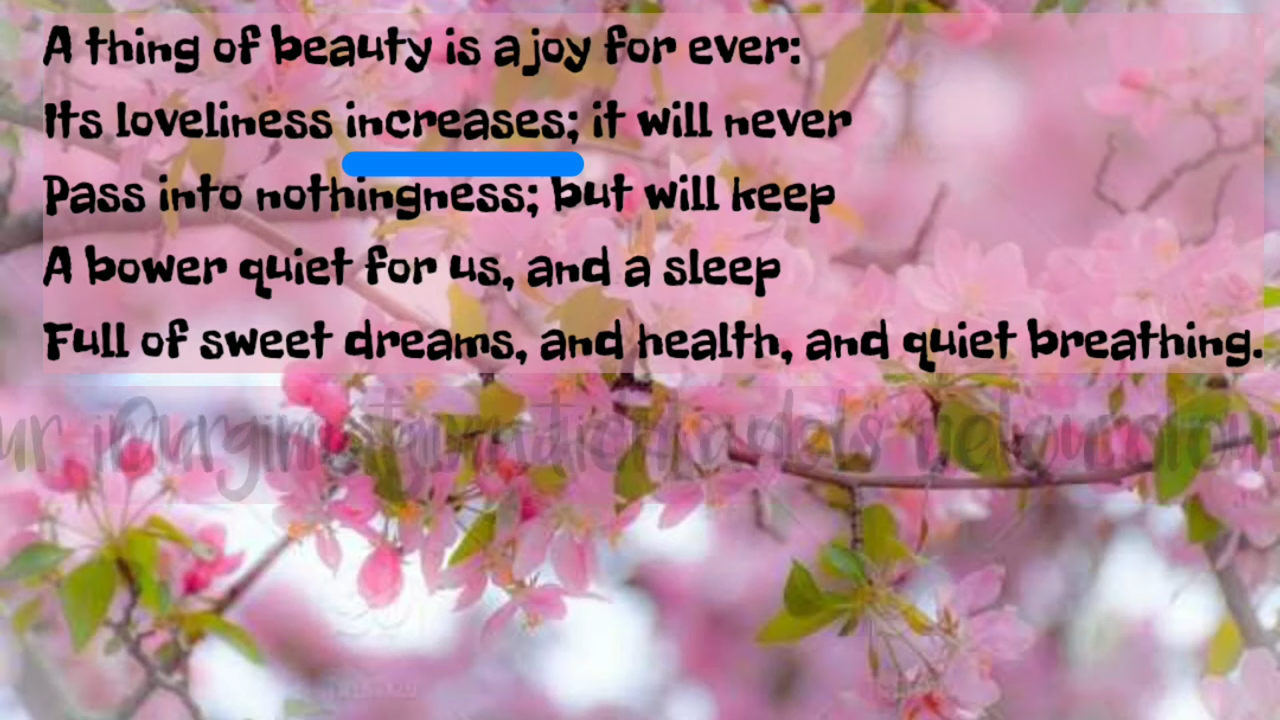 A thing of beauty is a joy for ever:
Its loveliness increases; it will never
Pass into nothingness; but will keep
A bower quiet for us, and a sleep
Full of sweet dreams, and health, and quiet breathing.